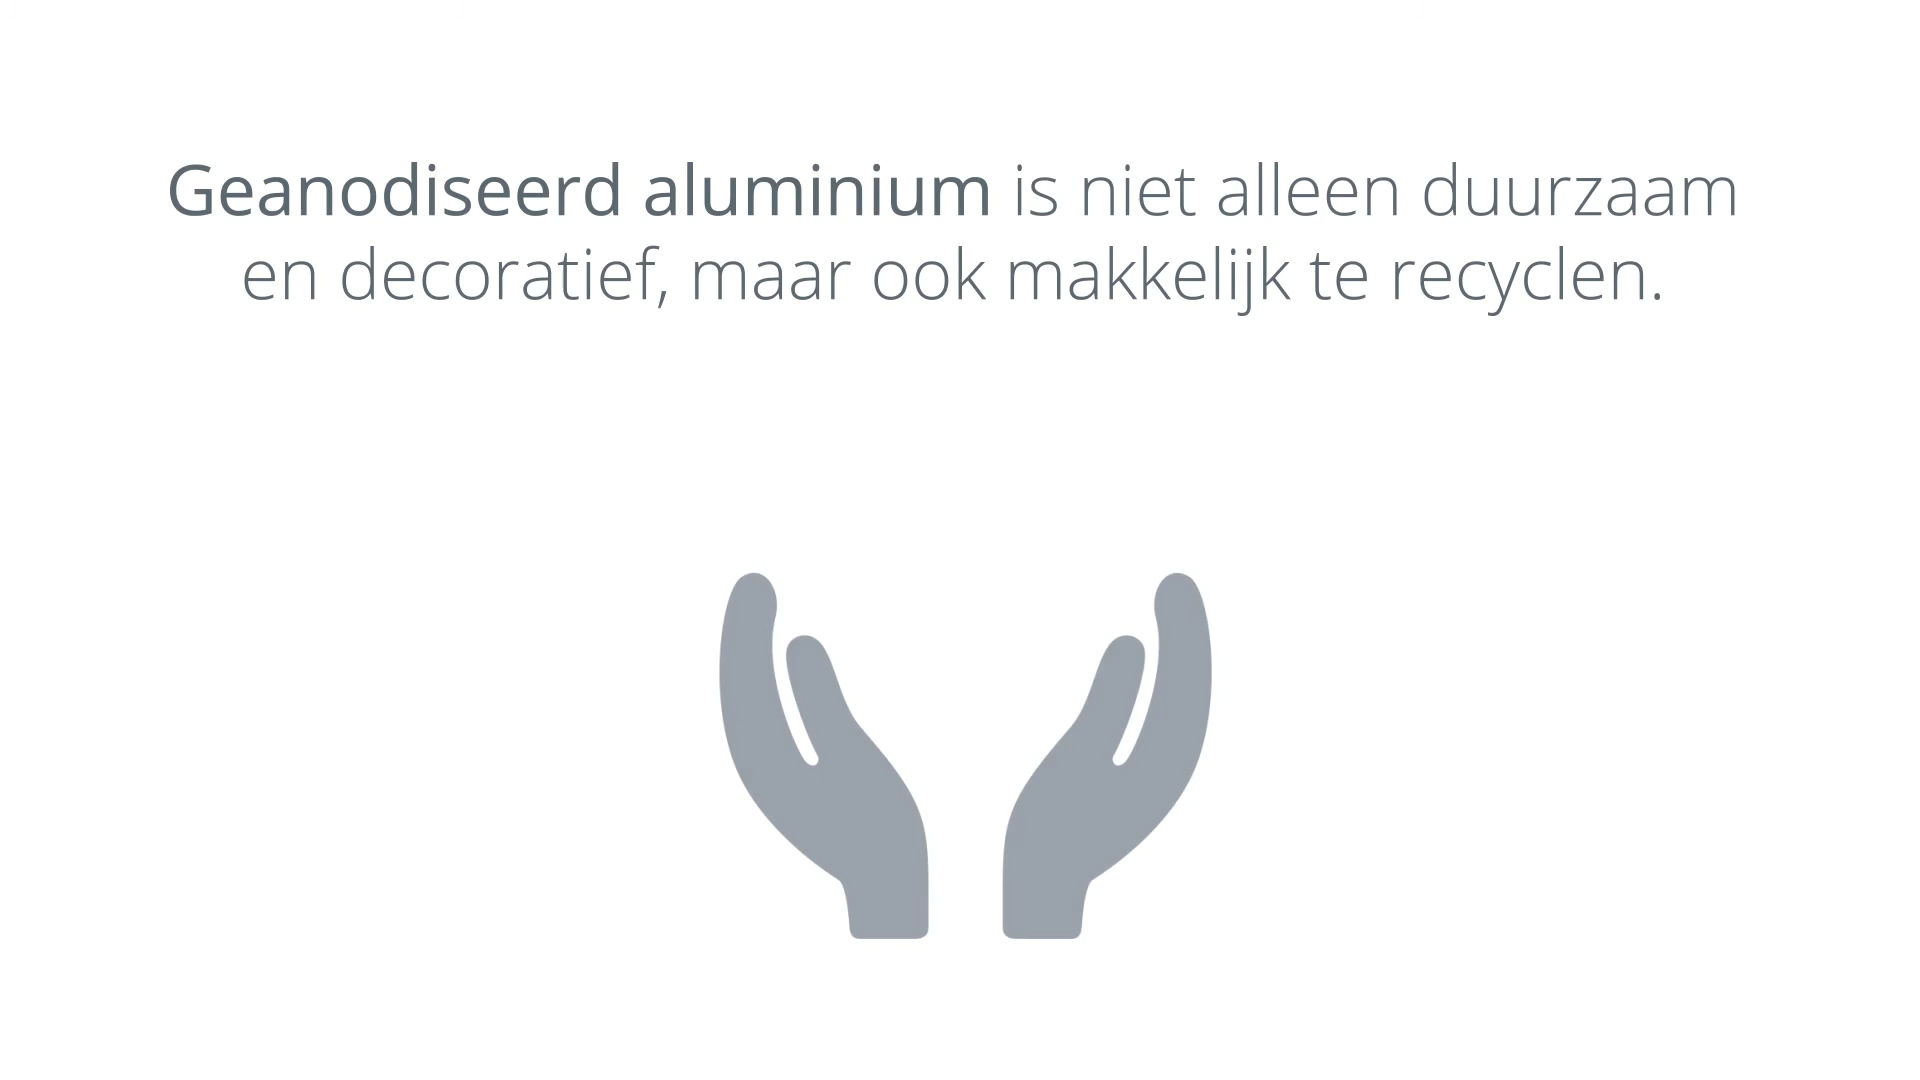 Geanodiseerd aluminium is niet alleen duurzaam
en decoratief, maar ook makkelijk te recyclen.